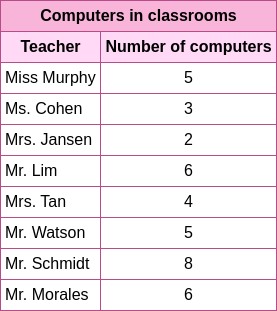 Computers in classrooms
Teacher Number of computers
Miss Murphy 5
Ms. Cohen 3
Mrs. Jansen 2
Mr. Lim 6
Mrs. Tan 4
Mr. Watson 5
Mr. Schmidt 8
Mr. Morales 6